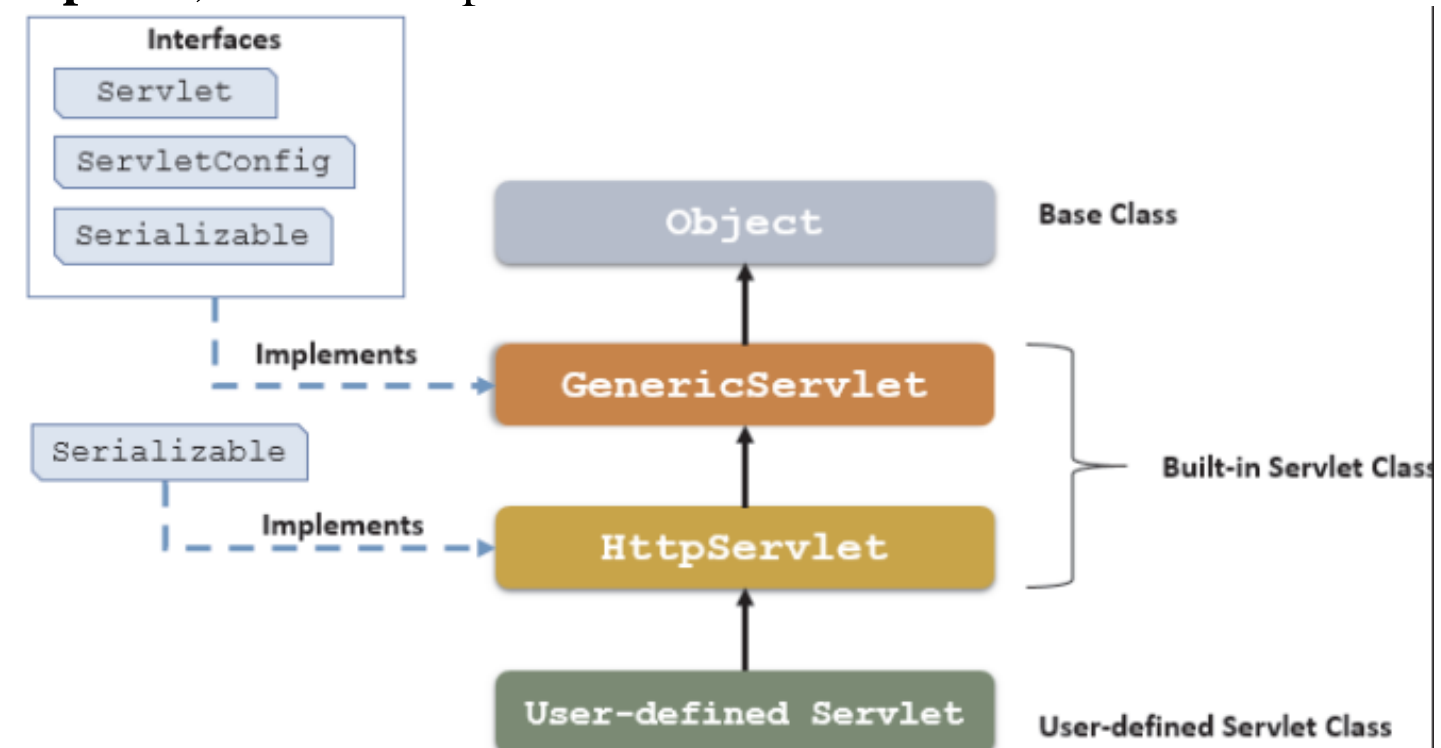 Interfaces
Servlet
ServletConfig
Serializable
Object
Base Class
Implements
GenericServlet
Serializable
Built-in Servlet Class
Implements
HttpServlet
User-defined Servlet
User-defined Servlet Class